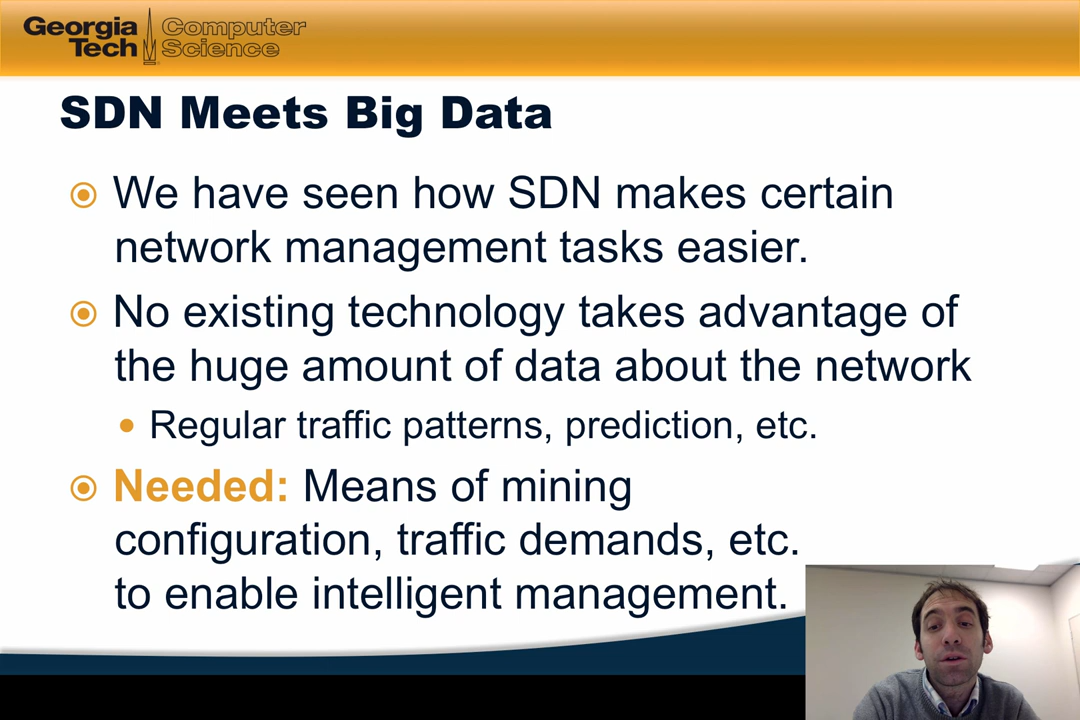 Georgia Tech
Computer Science
SDN Meets Big Data
We have seen how SDN makes certain
network management tasks easier.
No existing technology takes advantage of
the huge amount of data about the network
Regular traffic patterns, prediction, etc.
Needed: Means of mining
configuration, traffic demands, etc.
to enable intelligent management.